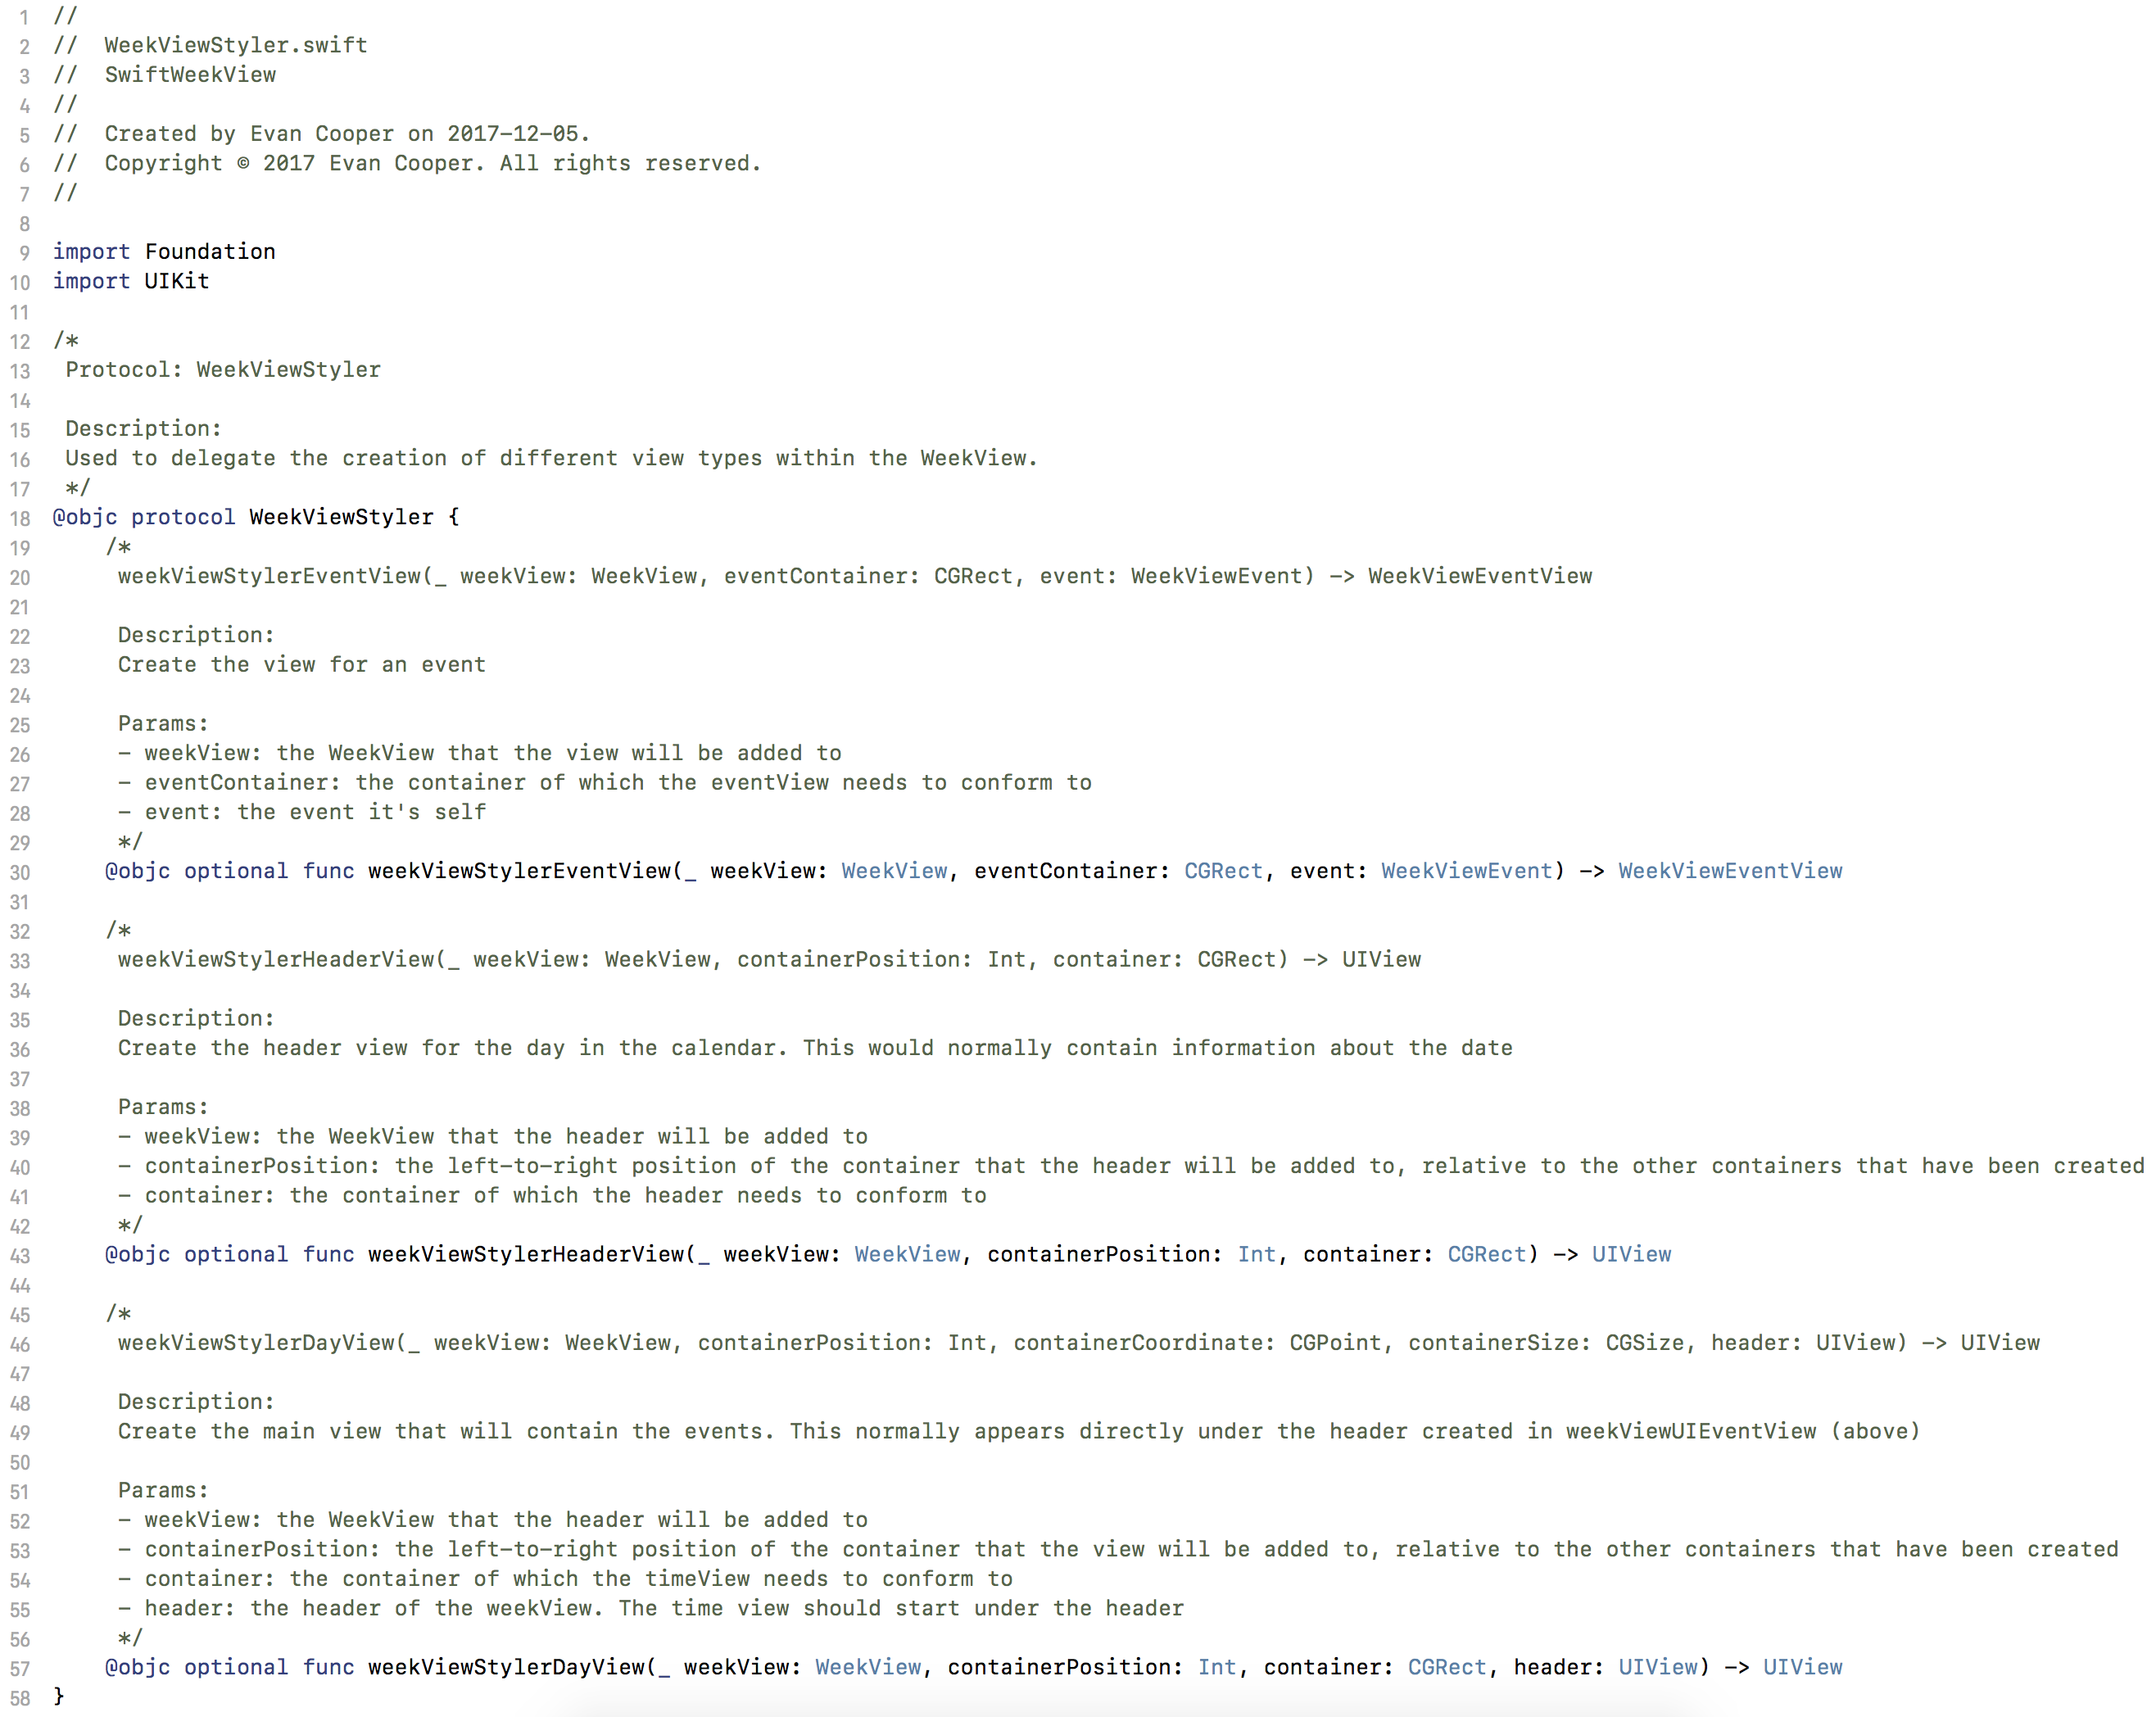 1 //
2 //  WeekViewStyler.swift
3 //  SwiftWeekView
4 //
5 //  Created by Evan Cooper on 2017-12-05.
6 //  Copyright © 2017 Evan Cooper. All rights reserved.
7 //
8
9 import Foundation
10 import UIKit
11
12 /*
13  Protocol: WeekViewStyler
14
15  Description:
16  Used to delegate the creation of different view types within the WeekView.
17  */
18 @objc protocol WeekViewStyler {
19     /*
20      weekViewStylerEventView(_ weekView: WeekView, eventContainer: CGRect, event: WeekViewEvent) -> WeekViewEventView
21
22      Description:
23      Create the view for an event
24
25      Params:
26      - weekView: the WeekView that the view will be added to
27      - eventContainer: the container of which the eventView needs to conform to
28      - event: the event it's self
29      */
30     @objc optional func weekViewStylerEventView(_ weekView: WeekView, eventContainer: CGRect, event: WeekViewEvent) -> WeekViewEventView
31
32     /*
33      weekViewStylerHeaderView(_ weekView: WeekView, containerPosition: Int, container: CGRect) -> UIView
34
35      Description:
36      Create the header view for the day in the calendar. This would normally contain information about the date
37
38      Params:
39      - weekView: the WeekView that the header will be added to
40      - containerPosition: the left-to-right position of the container that the header will be added to, relative to the other containers that have been created
41      - container: the container of which the header needs to conform to
42      */
43     @objc optional func weekViewStylerHeaderView(_ weekView: WeekView, containerPosition: Int, container: CGRect) -> UIView
44
45     /*
46      weekViewStylerDayView(_ weekView: WeekView, containerPosition: Int, containerCoordinate: CGPoint, containerSize: CGSize, header: UIView) -> UIView
47
48      Description:
49      Create the main view that will contain the events. This normally appears directly under the header created in weekViewUIEventView (above)
50
51      Params:
52      - weekView: the WeekView that the header will be added to
53      - containerPosition: the left-to-right position of the container that the view will be added to, relative to the other containers that have been created
54      - container: the container of which the timeView needs to conform to
55      - header: the header of the weekView. The time view should start under the header
56      */
57     @objc optional func weekViewStylerDayView(_ weekView: WeekView, containerPosition: Int, container: CGRect, header: UIView) -> UIView
58 }